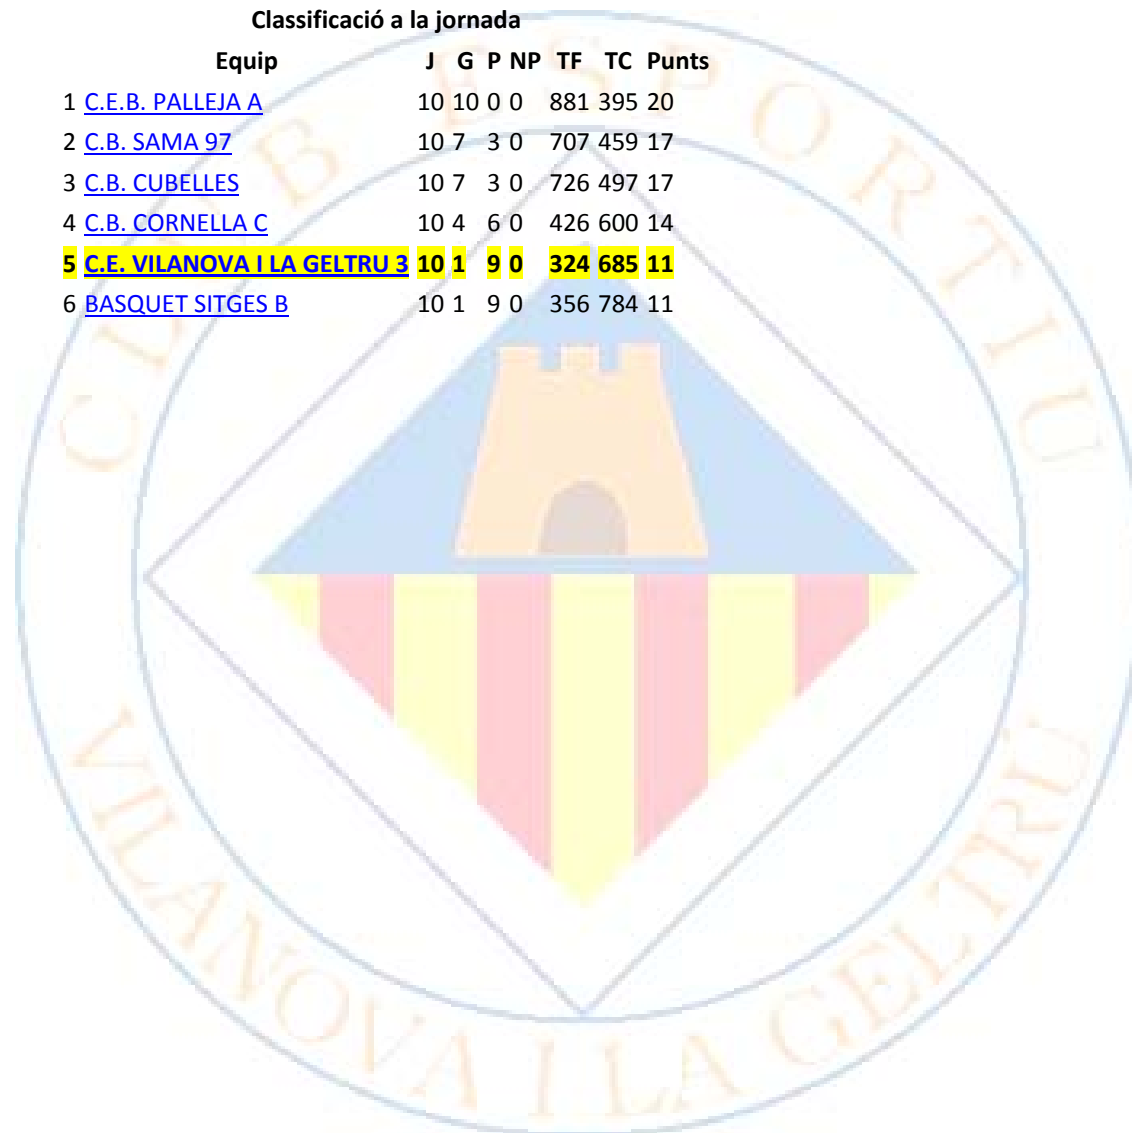 Classificació a la jornada
Equip J G P NP TF TC Punts
1 C.E.B. PALLEJA A 10 10 0 0 881 395 20
2 C.B. SAMA 97 10 7 3 0 707 459 17
3 C.B. CUBELLES 10 7 3 0 726 497 17
4 C.B. CORNELLA C 10 4 6 0 426 600 14
5 C.E. VILANOVA I LA GELTRU 3 10 1 9 0 324 685 11
6 BASQUET SITGES B 10 1 9 0 356 784 11
CLUB ESPORTIU
VILANOVA I LA GELTRÚ